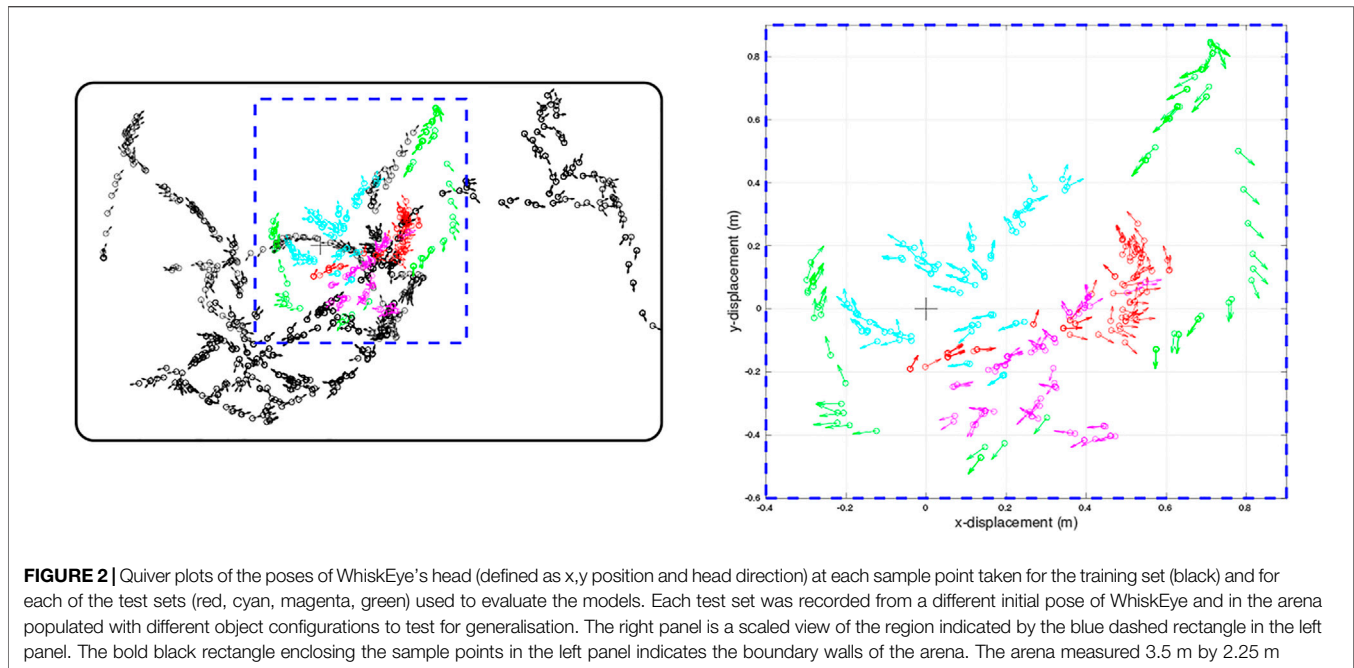 0.8
0.6
0.4
0.2
0
-0.2
-0.4
-0.6
y-displacement (m)
-0.4 -0.2 0 0.2 0.4 0.6 0.8
x-displacement (m)
FIGURE 2 | Quiver plots of the poses of WhiskEye's head (defined as x,y position and head direction) at each sample point taken for the training set (black) and for
each of the test sets (red, cyan, magenta, green) used to evaluate the models. Each test set was recorded from a different initial pose of WhiskEye and in the arena
populated with different object configurations to test for generalisation. The right panel is a scaled view of the region indicated by the blue dashed rectangle in the left
panel. The bold black rectangle enclosing the sample points in the left panel indicates the boundary walls of the arena. The arena measured 3.5 m by 2.25 m